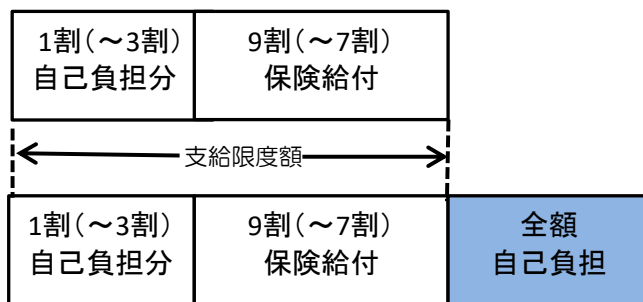 1割(～3割)
自己負担分
9割(～7割)
保険給付
支給限度額
1割(～3割)
自己負担分
9割(～7割)
保険給付
全額
自己負担